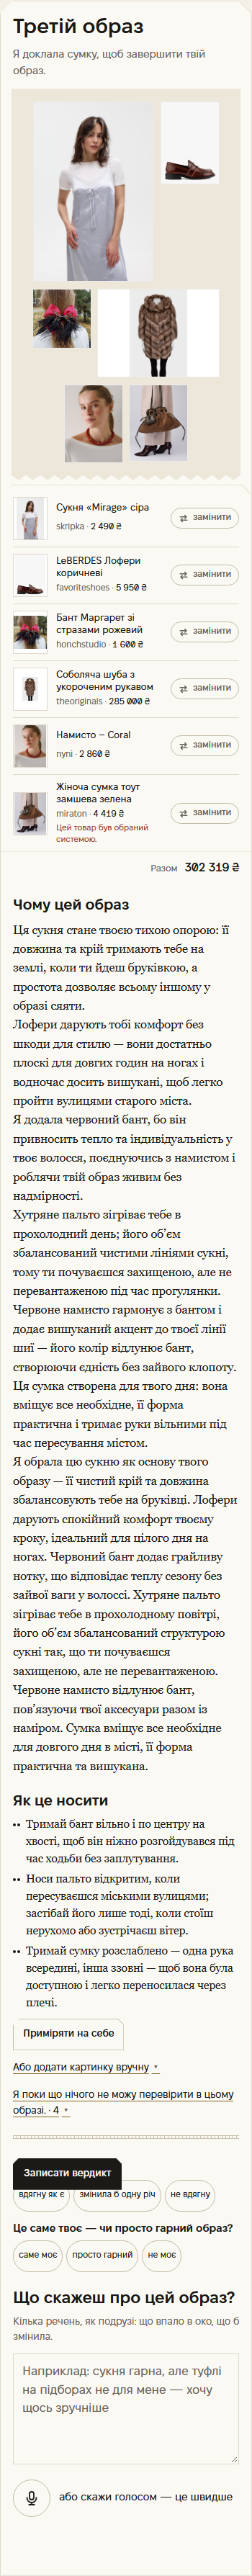 Третій образ
Я доклала сумку, щоб завершити твій
образ.
Сукня «Mirage» сіра
skripka · 2 490 ₴
замінити
LeBERDES Лофери
коричневі
favoriteshoes · 5 950 ₴
замінити
Бант Маргарет зі
стразами рожевий
honchstudio · 1 600 ₴
замінити
Соболяча шуба з
укороченим рукавом
theoriginals · 285 000 ₴
замінити
Намисто – Coral
nyni · 2 860 ₴
замінити
Жіноча сумка тоут
замшева зелена
miraton · 4 419 ₴
Цей товар був обраний
системою.
замінити
Разом 302 319 ₴
Чому цей образ
Ця сукня стане твоєю тихою опорою: її
довжина та крій тримають тебе на
землі, коли ти йдеш бруківкою, а
простота дозволяє всьому іншому у
образі сяяти.
Лофери дарують тобі комфорт без
шкоди для стилю — вони достатньо
плоскі для довгих годин на ногах і
водночас досить вишукані, щоб легко
пройти вулицями старого міста.
Я додала червоний бант, бо він
привносить тепло та індивідуальність у
твоє волосся, поєднуючись з намистом і
роблячи твій образ живим без
надмірності.
Хутряне пальто зігріває тебе в
прохолодний день; його об’єм
збалансований чистими лініями сукні,
тому ти почуваєшся захищеною, але не
перевантаженою під час прогулянки.
Червоне намисто гармонує з бантом і
додає вишуканий акцент до твоєї лінії
шиї — його колір відлунює бант,
створюючи єдність без зайвого клопоту.
Ця сумка створена для твого дня: вона
вміщує все необхідне, її форма
практична і тримає руки вільними під
час пересування містом.
Я обрала цю сукню як основу твого
образу — її чистий крій та довжина
збалансовують тебе на бруківці. Лофери
дарують спокійний комфорт твоєму
кроку, ідеальний для цілого дня на
ногах. Червоний бант додає грайливу
нотку, що відповідає теплу сезону без
зайвої ваги у волоссі. Хутряне пальто
зігріває тебе в прохолодному повітрі,
його об’єм збалансований структурою
сукні так, що ти почуваєшся
захищеною, але не перевантаженою.
Червоне намисто відлунює бант,
пов’язуючи твої аксесуари разом із
наміром. Сумка вміщує все необхідне
для довгого дня в місті, її форма
практична та вишукана.
Як це носити
Тримай бант вільно і по центру на
хвості, щоб він ніжно розгойдувався під
час ходьби без заплутування.
Носи пальто відкритим, коли
пересуваєшся міськими вулицями;
застібай його лише тоді, коли стоїш
нерухомо або зустрічаєш вітер.
Тримай сумку розслаблено — одна рука
всередині, інша ззовні — щоб вона була
доступною і легко переносилася через
плечі.
Приміряти на себе
Або додати картинку вручну
Я поки що нічого не можу перевірити в цьому
образі. · 4
Записати вердикт
вдягну як є
змінила б одну річ
не вдягну
Це саме твоє — чи просто гарний образ?
саме моє
просто гарний
не моє
Що скажеш про цей образ?
Кілька речень, як подрузі: що впало в око, що б
змінила.
Наприклад: сукня гарна, але туфлі
на підборах не для мене — хочу
щось зручніше
або скажи голосом — це швидше